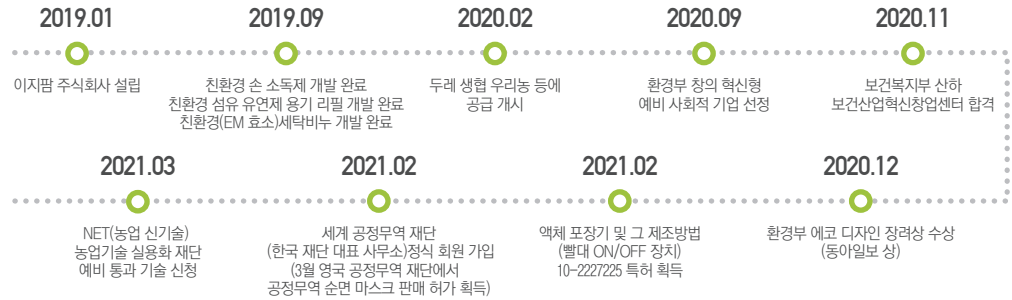 2019.01
이지팜 주식회사 설립
2019.09
친환경 손 소독제 개발 완료
친환경 섬유 유연제 용기 리필 개발 완료
친환경(EM 효소)세탁비누 개발 완료
2020.02
두레 생협 우리농 등에
공급 개시
2020.09
환경부 창의 혁신형
예비 사회적 기업 선정
2020.11
보건복지부 산하
보건산업혁신창업센터 합격
2020.12
환경부 에코 디자인 장려상 수상
(동아일보 상)
2021.02
액체 포장기 및 그 제조방법
(빨대 ON/OFF 장치)
10-2227225 특허 획득
2021.02
세계 공정무역 재단
(한국 재단 대표 사무소)정식 회원 가입
(3월 영국 공정무역 재단에서
공정무역 순면 마스크 판매 허가 획득)
2021.03
NET(농업 신기술)
농업기술 실용화 재단
예비 통과 기술 신청